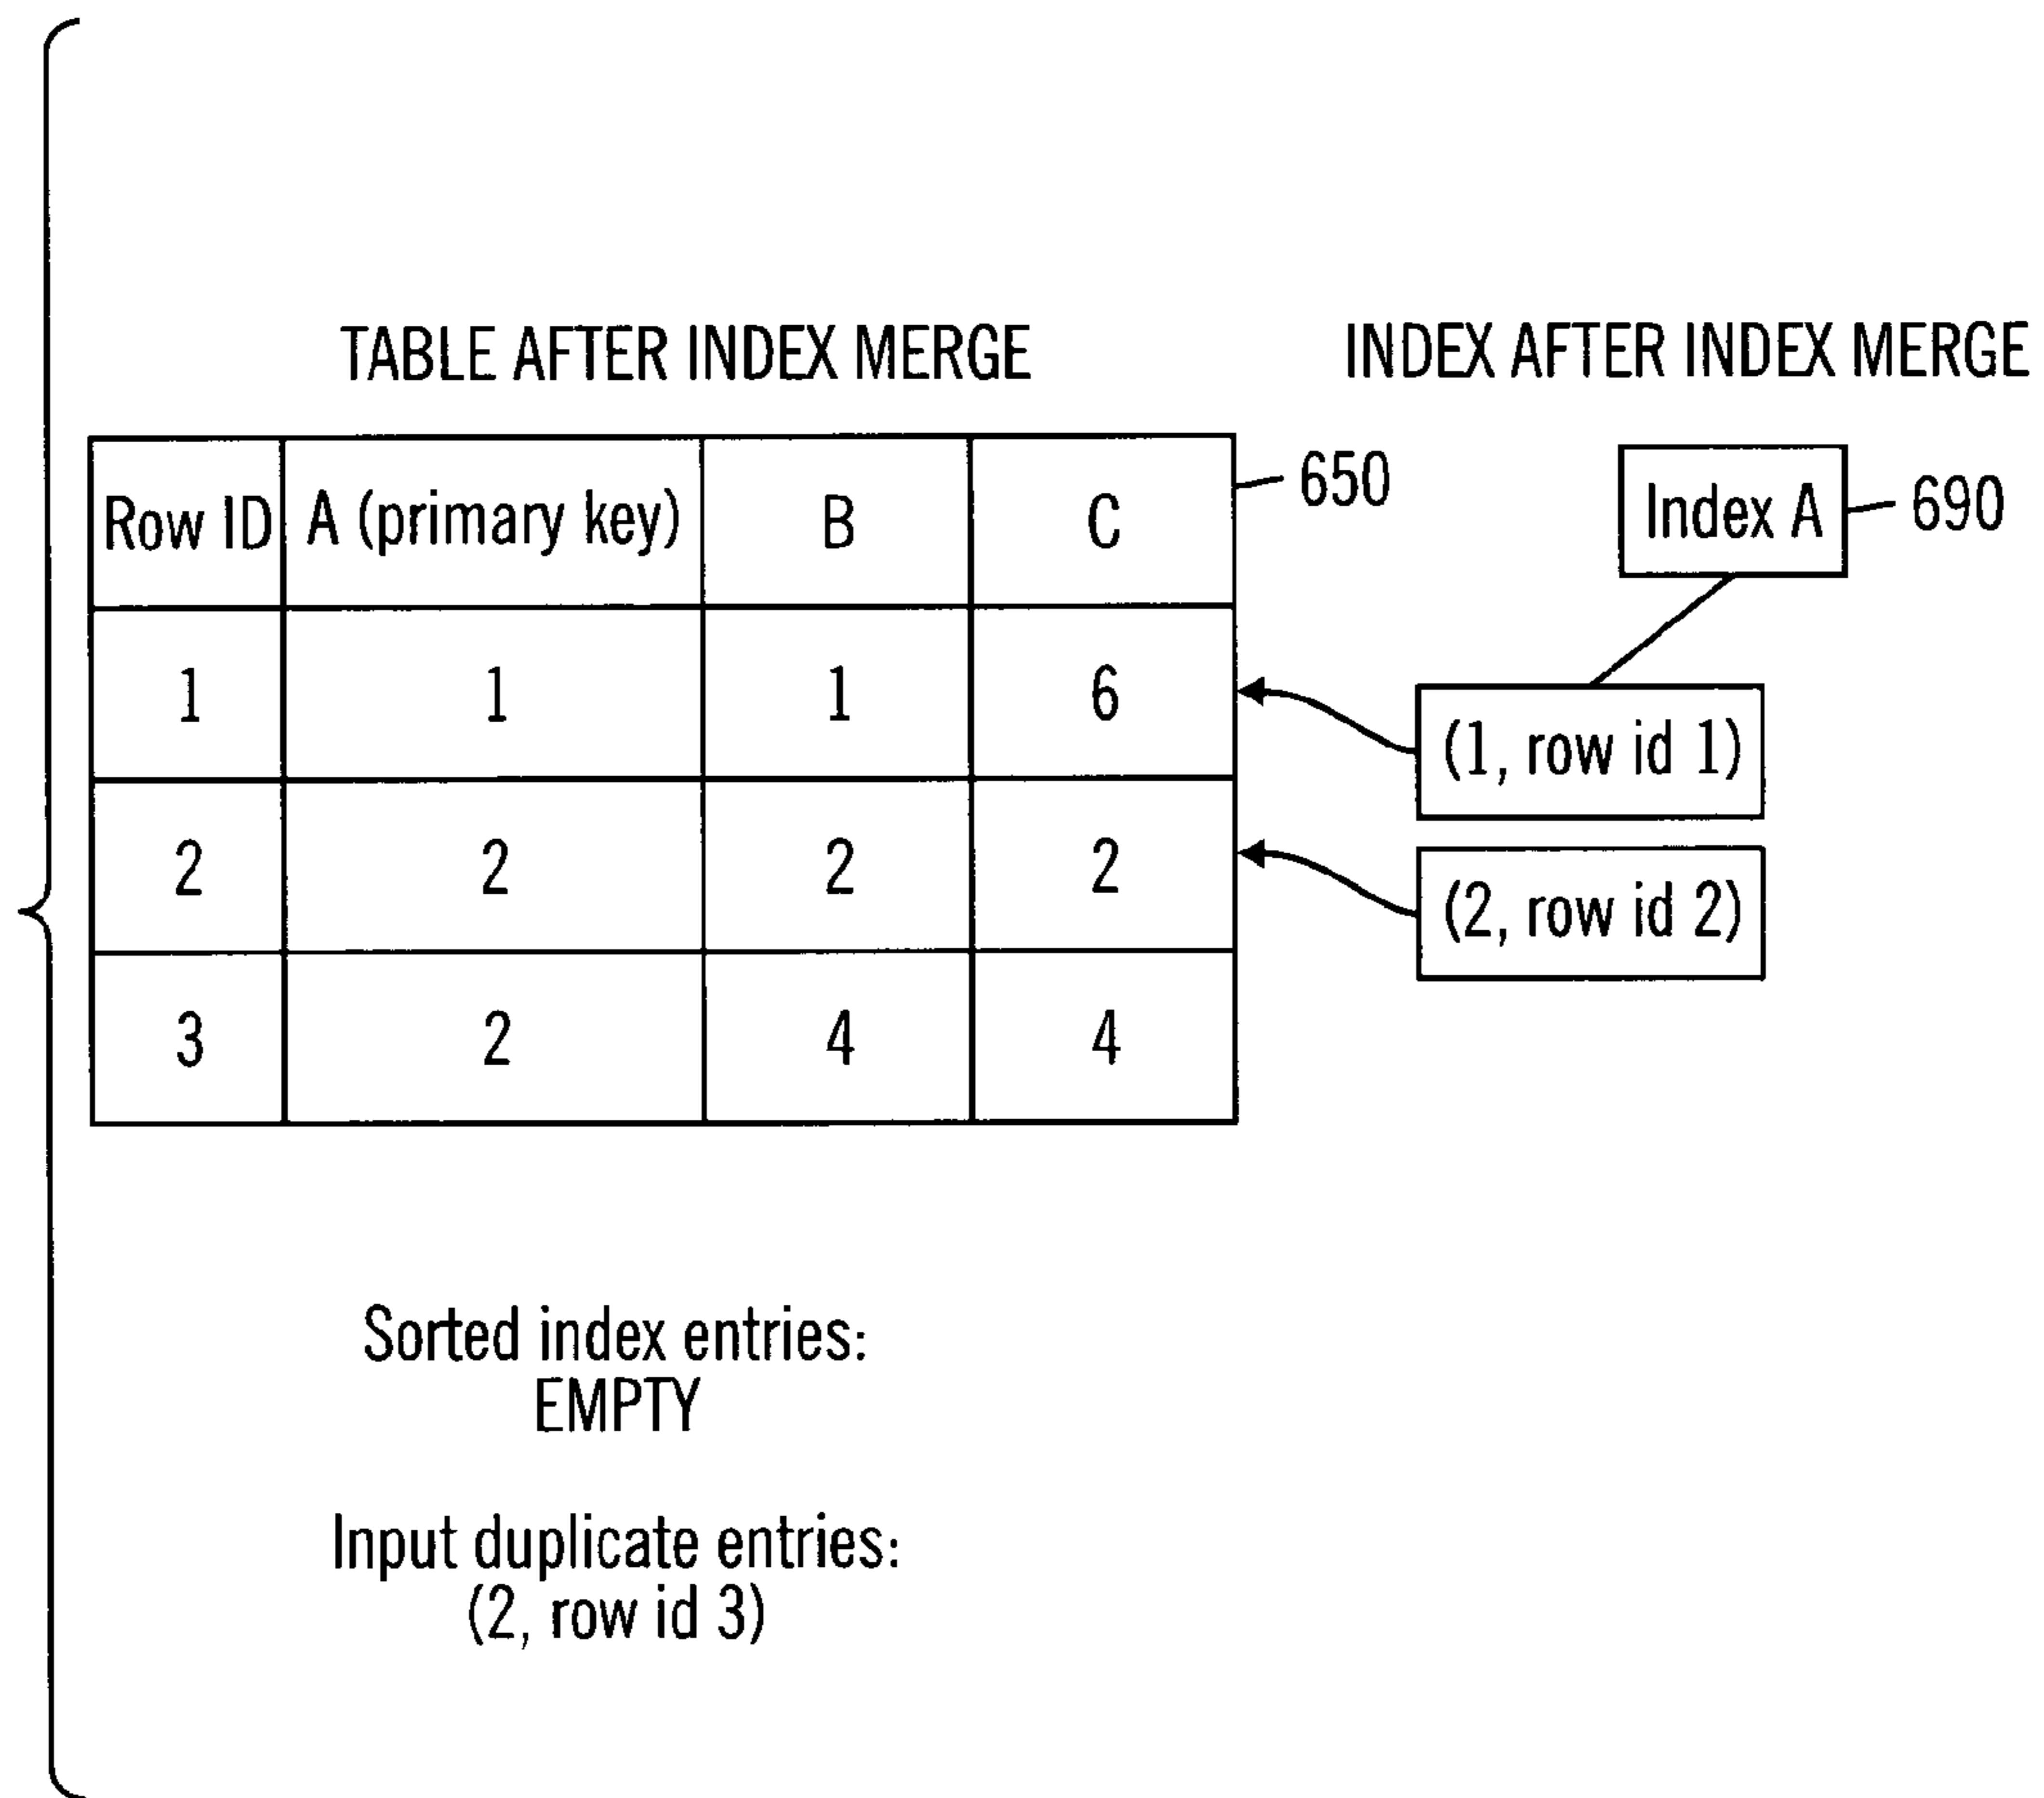 TABLE AFTER INDEX MERGE
INDEX AFTER INDEX MERGE
Row ID A (primary key) B C
650
Index A
690
1 1 1 6
(1, row id 1)
2 2 2 2
(2, row id 2)
3 2 4 4
Sorted index entries:
EMPTY
Input duplicate entries:
(2, row id 3)